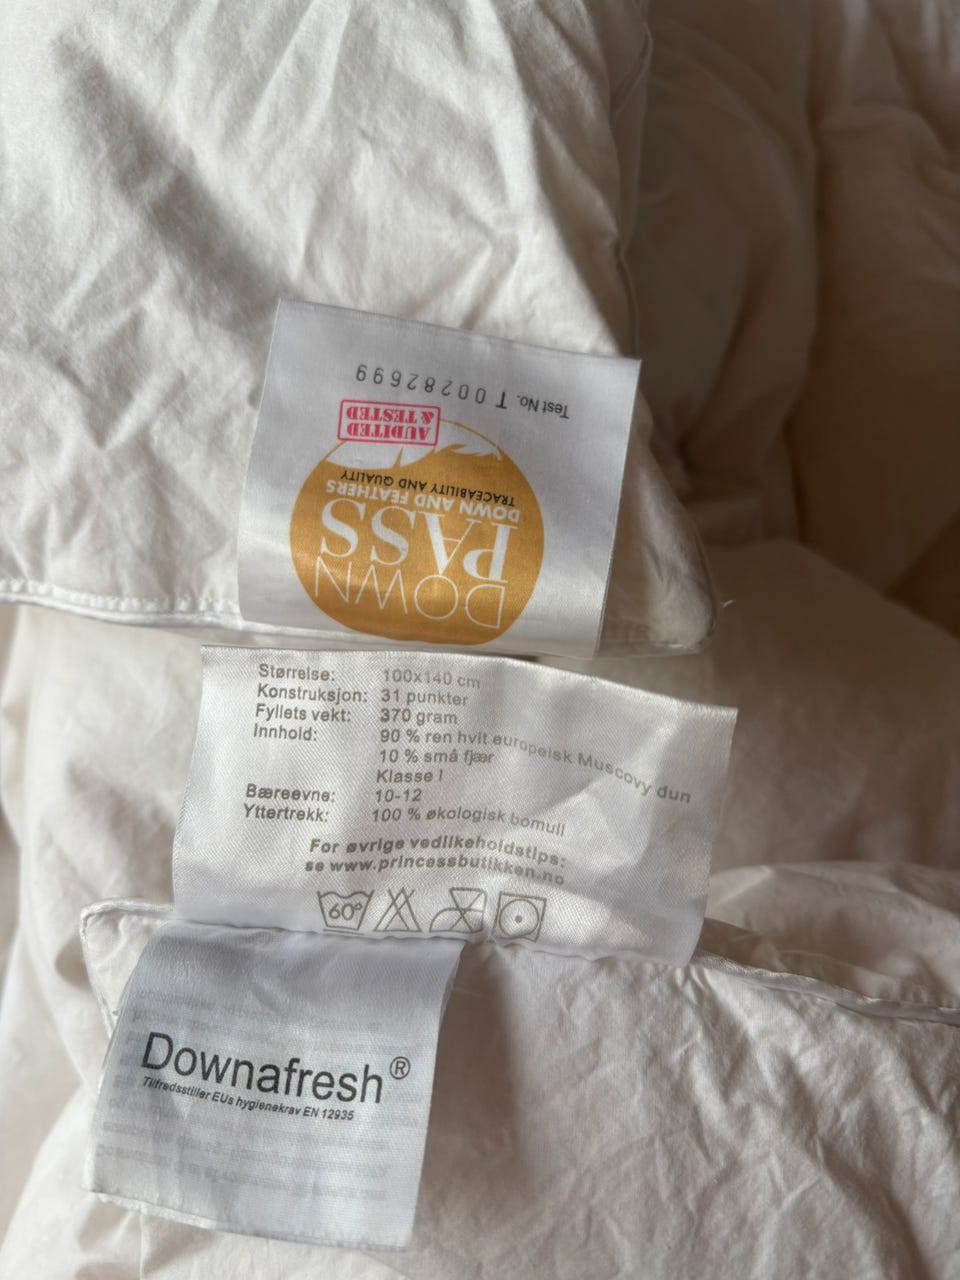 Test No. T 00282699
AUDITED
& TESTED
TRACEABILITY AND QUALITY
DOWN AND FEATHERS
PASS
DOWN
Størrelse: 100x140 cm
Konstruksjon: 31 punkter
Fyllets vekt: 370 gram
Innhold: 90 % ren hvit europeisk Muscovy dun
10 % små fjær
Klasse I
Bæreevne: 10-12
Yttertrekk: 100 % økologisk bomull
For øvrige vedlikeholdstips:
se www.princessbutikken.no
60°
Downafresh®
Tilfredsstiller EUs hygienekrav EN 12935